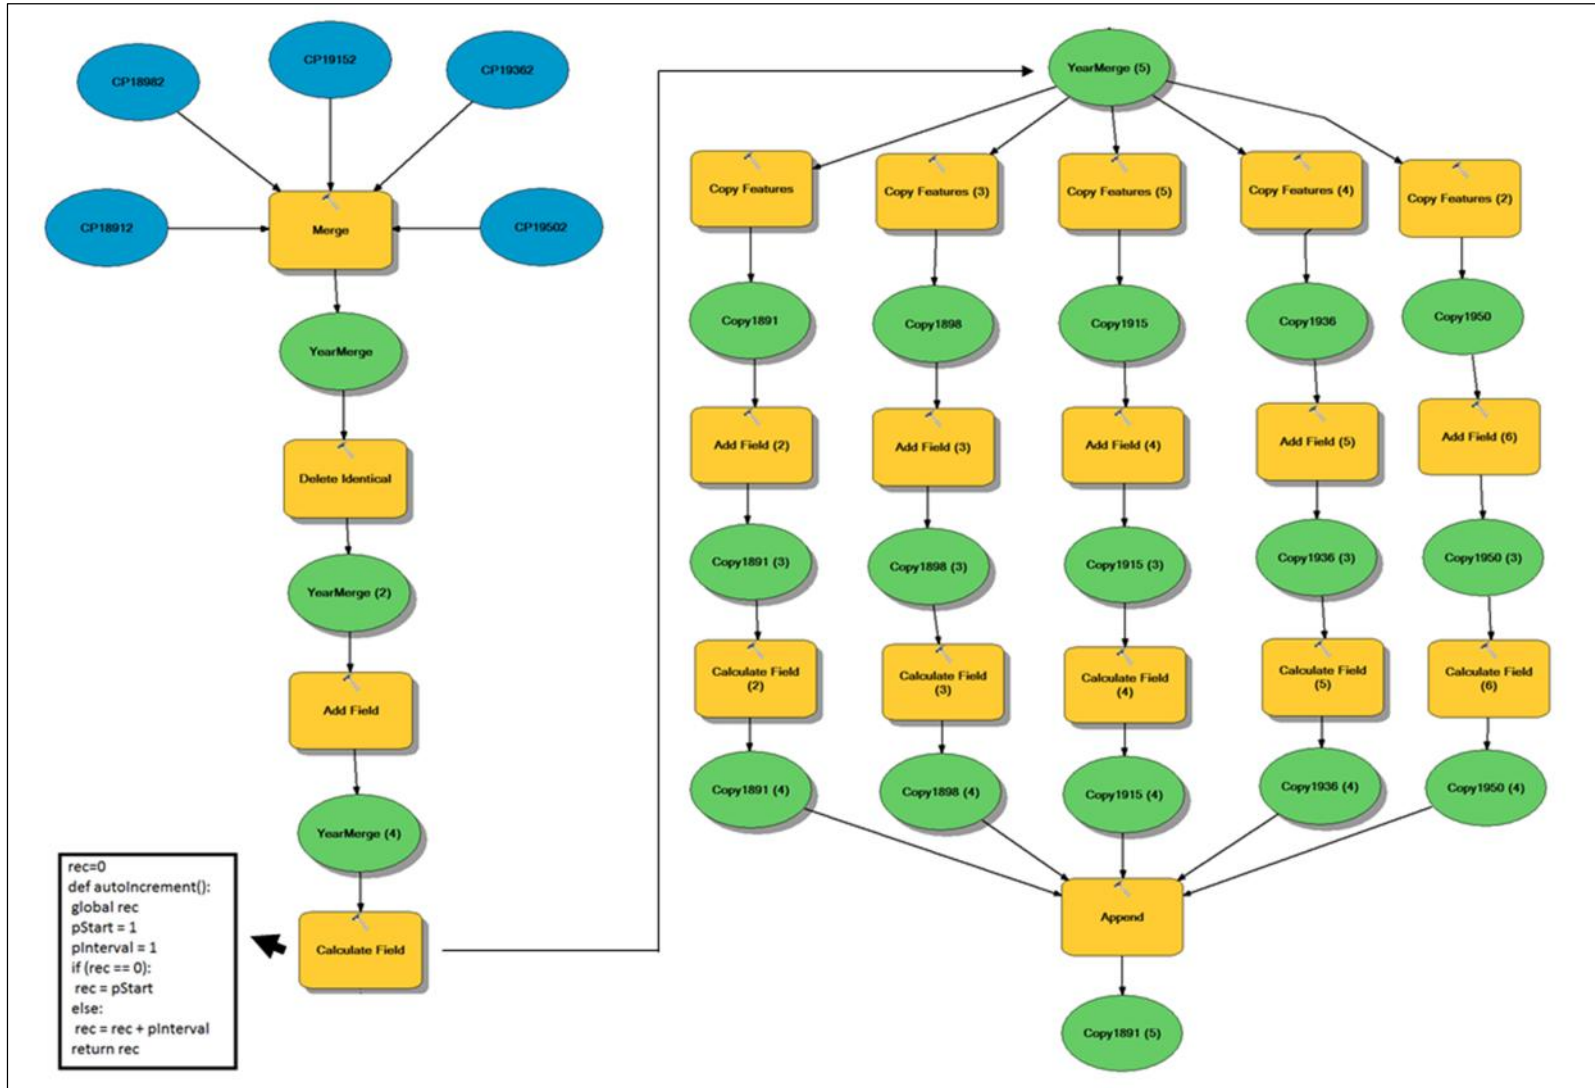 CP18982
CP19152
CP19362
CP18912
Merge
CP19502
YearMerge
Delete Identical
YearMerge (2)
Add Field
YearMerge (4)
Calculate Field
rec=0
def autoIncrement():
global rec
pStart = 1
pInterval = 1
if (rec == 0):
rec = pStart
else:
rec = rec + pInterval
return rec
YearMerge (5)
Copy Features
Copy Features (3)
Copy Features (5)
Copy Features (4)
Copy Features (2)
Copy1891
Copy1898
Copy1915
Copy1936
Copy1950
Add Field (2)
Add Field (3)
Add Field (4)
Add Field (5)
Add Field (6)
Copy1891 (3)
Copy1898 (3)
Copy1915 (3)
Copy1936 (3)
Copy1950 (3)
Calculate Field
(2)
Calculate Field
(3)
Calculate Field
(4)
Calculate Field
(5)
Calculate Field
(6)
Copy1891 (4)
Copy1898 (4)
Copy1915 (4)
Copy1936 (4)
Copy1950 (4)
Append
Copy1891 (5)